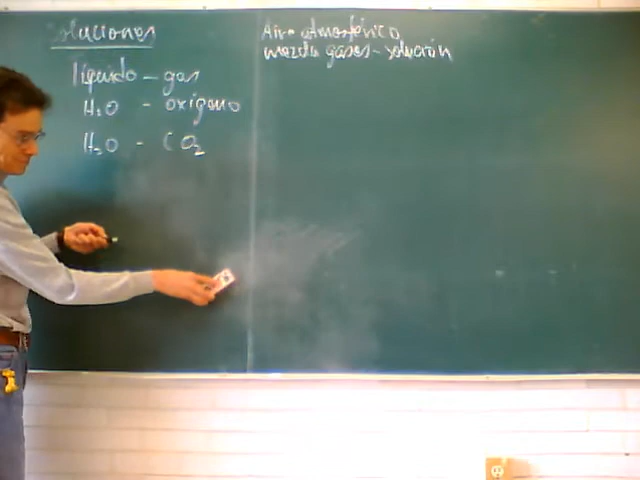 Soluciones
líquido - gas
H₂O - oxígeno
H₂O - CO₂
Aire atmosférico
mezcla gases - solución